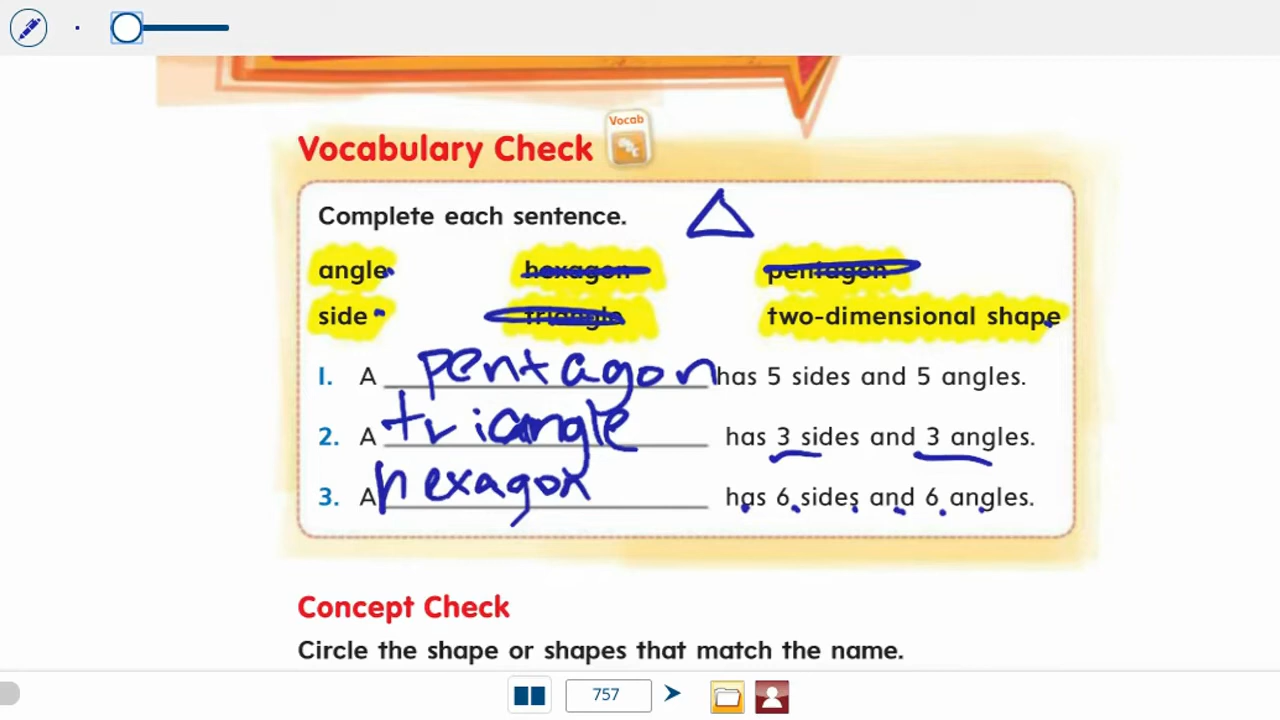 Vocab
Vocabulary Check
Complete each sentence.
angle hexagon pentagon
side triangle two-dimensional shape
1. A pentagon has 5 sides and 5 angles.
2. A triangle has 3 sides and 3 angles.
3. A hexagon has 6 sides and 6 angles.
Concept Check
Circle the shape or shapes that match the name.
757